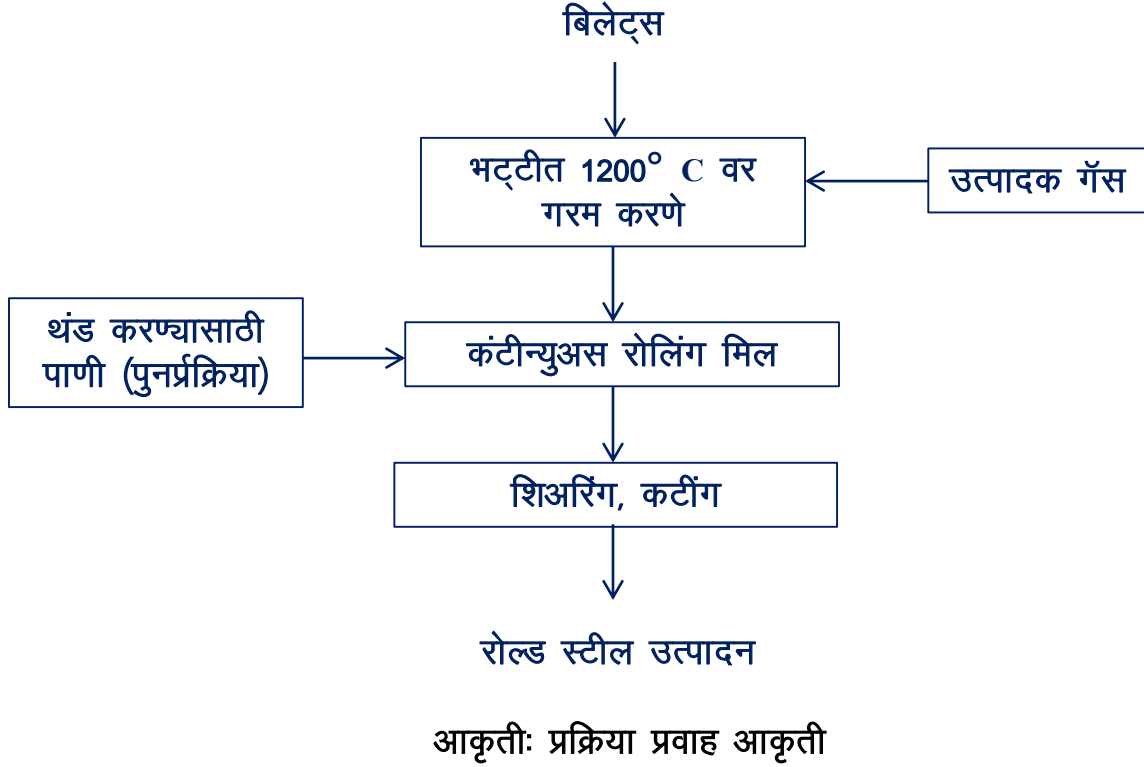 बिलेट्स
भट्टीत 1200° C वर
गरम करणे
उत्पादक गॅस
थंड करण्यासाठी
पाणी (पुनर्प्रक्रिया)
कंटीन्युअस रोलिंग मिल
शिअरिंग, कटींग
रोल्ड स्टील उत्पादन
आकृतीः प्रक्रिया प्रवाह आकृती